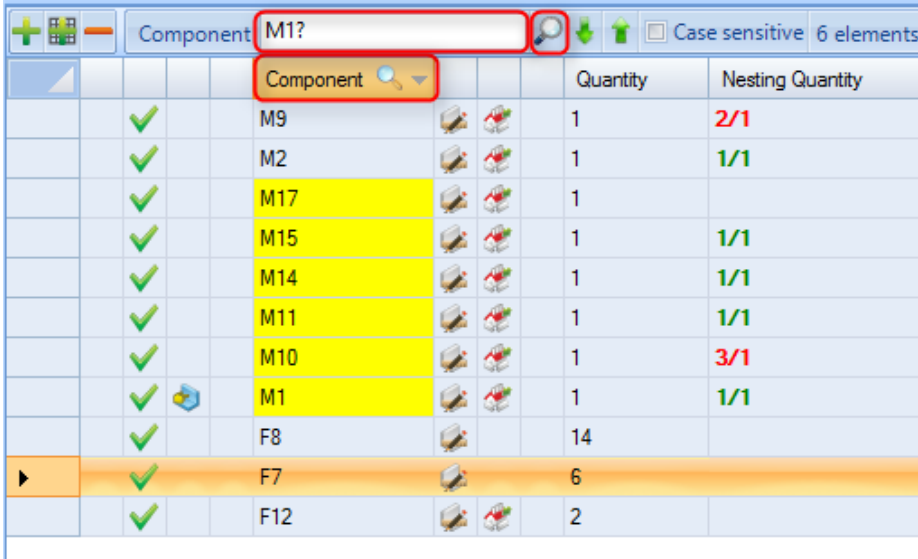 Component M1? Case sensitive 6 elements
Component Quantity Nesting Quantity
M9 1 2/1
M2 1 1/1
M17 1
M15 1 1/1
M14 1 1/1
M11 1 1/1
M10 1 3/1
M1 1 1/1
F8 14
F7 6
F12 2